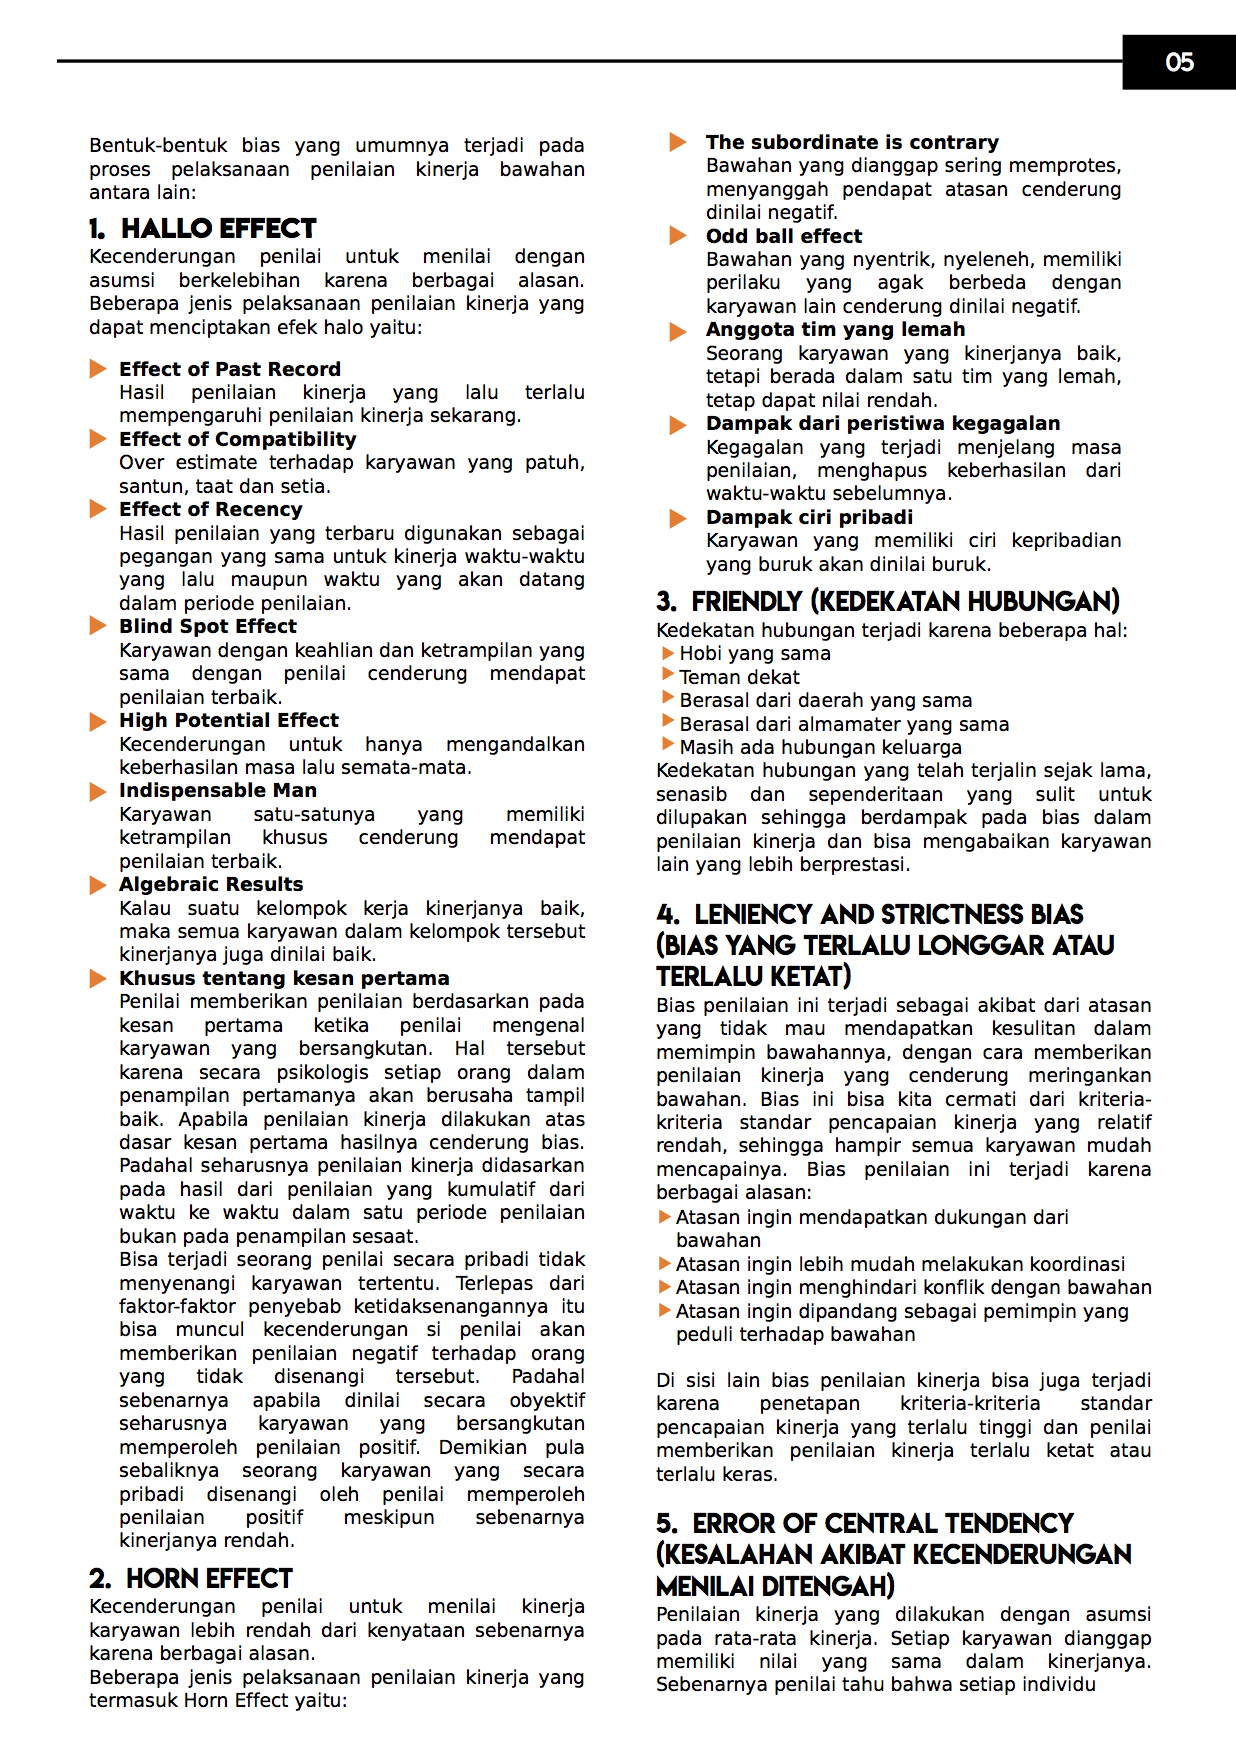 05
Bentuk-bentuk bias yang umumnya terjadi pada
proses pelaksanaan penilaian kinerja bawahan
antara lain:
1. HALLO EFFECT
Kecenderungan penilai untuk menilai dengan
asumsi berkelebihan karena berbagai alasan.
Beberapa jenis pelaksanaan penilaian kinerja yang
dapat menciptakan efek halo yaitu:
Effect of Past Record
Hasil penilaian kinerja yang lalu terlalu
mempengaruhi penilaian kinerja sekarang.
Effect of Compatibility
Over estimate terhadap karyawan yang patuh,
santun, taat dan setia.
Effect of Recency
Hasil penilaian yang terbaru digunakan sebagai
pegangan yang sama untuk kinerja waktu-waktu
yang lalu maupun waktu yang akan datang
dalam periode penilaian.
Blind Spot Effect
Karyawan dengan keahlian dan ketrampilan yang
sama dengan penilai cenderung mendapat
penilaian terbaik.
High Potential Effect
Kecenderungan untuk hanya mengandalkan
keberhasilan masa lalu semata-mata.
Indispensable Man
Karyawan satu-satunya yang memiliki
ketrampilan khusus cenderung mendapat
penilaian terbaik.
Algebraic Results
Kalau suatu kelompok kerja kinerjanya baik,
maka semua karyawan dalam kelompok tersebut
kinerjanya juga dinilai baik.
Khusus tentang kesan pertama
Penilai memberikan penilaian berdasarkan pada
kesan pertama ketika penilai mengenal
karyawan yang bersangkutan. Hal tersebut
karena secara psikologis setiap orang dalam
penampilan pertamanya akan berusaha tampil
baik. Apabila penilaian kinerja dilakukan atas
dasar kesan pertama hasilnya cenderung bias.
Padahal seharusnya penilaian kinerja didasarkan
pada hasil dari penilaian yang kumulatif dari
waktu ke waktu dalam satu periode penilaian
bukan pada penampilan sesaat.
Bisa terjadi seorang penilai secara pribadi tidak
menyenangi karyawan tertentu. Terlepas dari
faktor-faktor penyebab ketidaksenangannya itu
bisa muncul kecenderungan si penilai akan
memberikan penilaian negatif terhadap orang
yang tidak disenangi tersebut. Padahal
sebenarnya apabila dinilai secara obyektif
seharusnya karyawan yang bersangkutan
memperoleh penilaian positif. Demikian pula
sebaliknya seorang karyawan yang secara
pribadi disenangi oleh penilai memperoleh
penilaian positif meskipun sebenarnya
kinerjanya rendah.
2. HORN EFFECT
Kecenderungan penilai untuk menilai kinerja
karyawan lebih rendah dari kenyataan sebenarnya
karena berbagai alasan.
Beberapa jenis pelaksanaan penilaian kinerja yang
termasuk Horn Effect yaitu:
The subordinate is contrary
Bawahan yang dianggap sering memprotes,
menyanggah pendapat atasan cenderung
dinilai negatif.
Odd ball effect
Bawahan yang nyentrik, nyeleneh, memiliki
perilaku yang agak berbeda dengan
karyawan lain cenderung dinilai negatif.
Anggota tim yang lemah
Seorang karyawan yang kinerjanya baik,
tetapi berada dalam satu tim yang lemah,
tetap dapat nilai rendah.
Dampak dari peristiwa kegagalan
Kegagalan yang terjadi menjelang masa
penilaian, menghapus keberhasilan dari
waktu-waktu sebelumnya.
Dampak ciri pribadi
Karyawan yang memiliki ciri kepribadian
yang buruk akan dinilai buruk.
3. FRIENDLY (KEDEKATAN HUBUNGAN)
Kedekatan hubungan terjadi karena beberapa hal:
Hobi yang sama
Teman dekat
Berasal dari daerah yang sama
Berasal dari almamater yang sama
Masih ada hubungan keluarga
Kedekatan hubungan yang telah terjalin sejak lama,
senasib dan sependeritaan yang sulit untuk
dilupakan sehingga berdampak pada bias dalam
penilaian kinerja dan bisa mengabaikan karyawan
lain yang lebih berprestasi.
4. LENIENCY AND STRICTNESS BIAS
(BIAS YANG TERLALU LONGGAR ATAU
TERLALU KETAT)
Bias penilaian ini terjadi sebagai akibat dari atasan
yang tidak mau mendapatkan kesulitan dalam
memimpin bawahannya, dengan cara memberikan
penilaian kinerja yang cenderung meringankan
bawahan. Bias ini bisa kita cermati dari kriteria-
kriteria standar pencapaian kinerja yang relatif
rendah, sehingga hampir semua karyawan mudah
mencapainya. Bias penilaian ini terjadi karena
berbagai alasan:
Atasan ingin mendapatkan dukungan dari
bawahan
Atasan ingin lebih mudah melakukan koordinasi
Atasan ingin menghindari konflik dengan bawahan
Atasan ingin dipandang sebagai pemimpin yang
peduli terhadap bawahan
Di sisi lain bias penilaian kinerja bisa juga terjadi
karena penetapan kriteria-kriteria standar
pencapaian kinerja yang terlalu tinggi dan penilai
memberikan penilaian kinerja terlalu ketat atau
terlalu keras.
5. ERROR OF CENTRAL TENDENCY
(KESALAHAN AKIBAT KECENDERUNGAN
MENILAI DITENGAH)
Penilaian kinerja yang dilakukan dengan asumsi
pada rata-rata kinerja. Setiap karyawan dianggap
memiliki nilai yang sama dalam kinerjanya.
Sebenarnya penilai tahu bahwa setiap individu